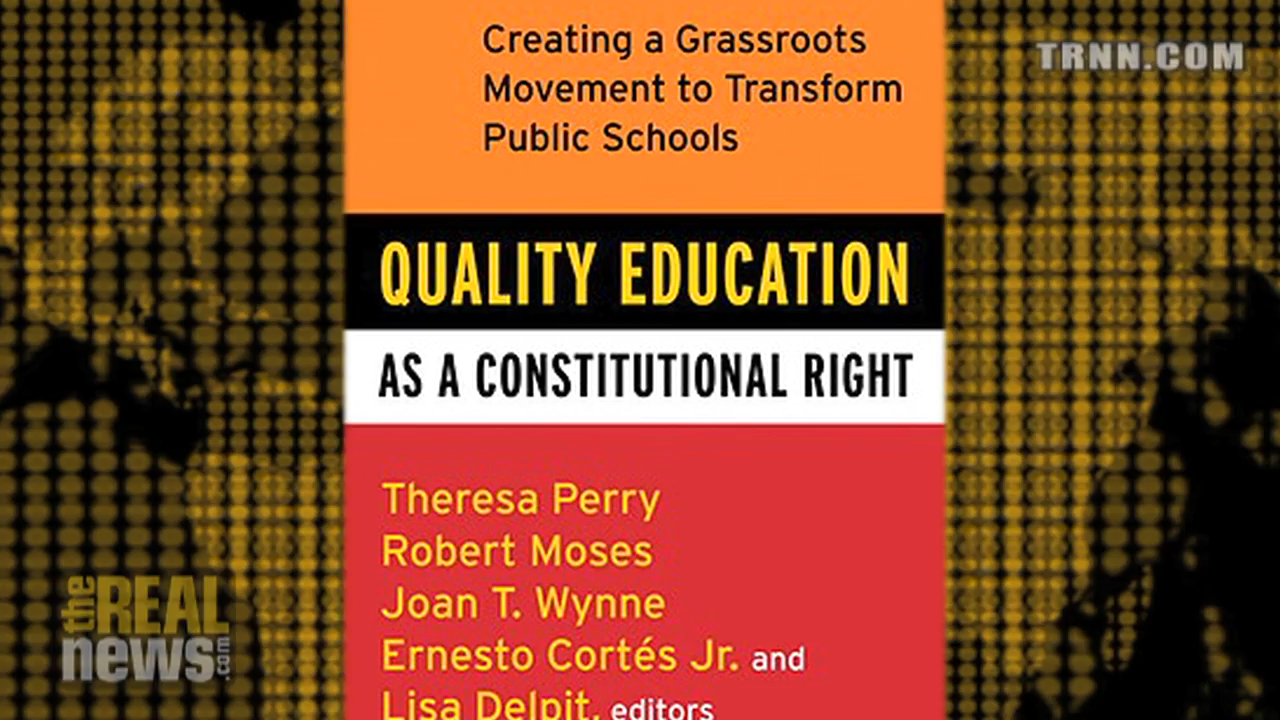 Creating a Grassroots
Movement to Transform
Public Schools
TRNN.COM
QUALITY EDUCATION
AS A CONSTITUTIONAL RIGHT
Theresa Perry
Robert Moses
Joan T. Wynne
Ernesto Cortés Jr. and
Lisa Delpit, editors
the REAL
news.com